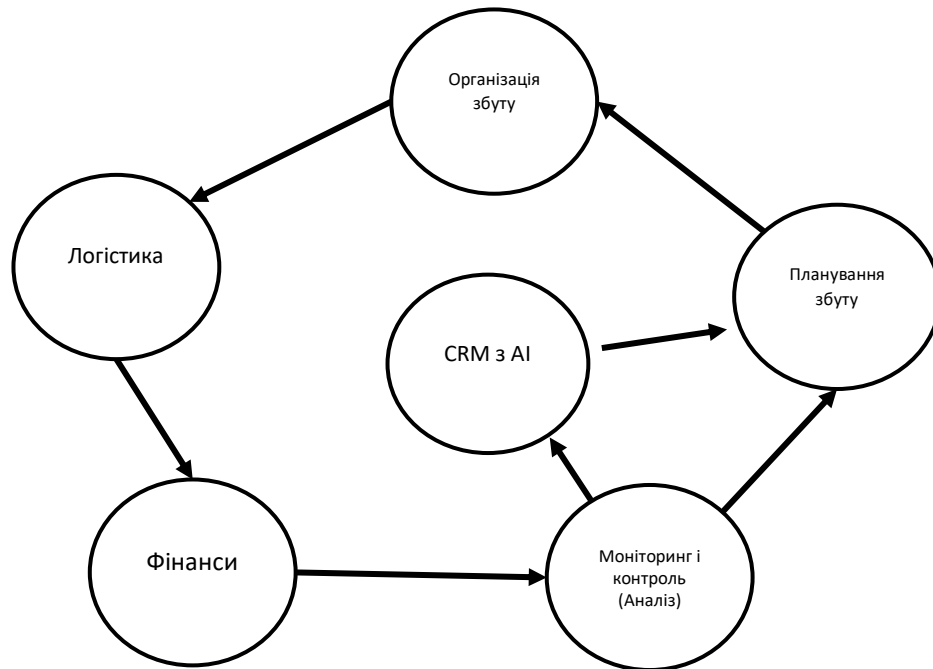 Організація
збуту
Логістика
Планування
збуту
CRM з AI
Фінанси
Моніторинг і
контроль
(Аналіз)